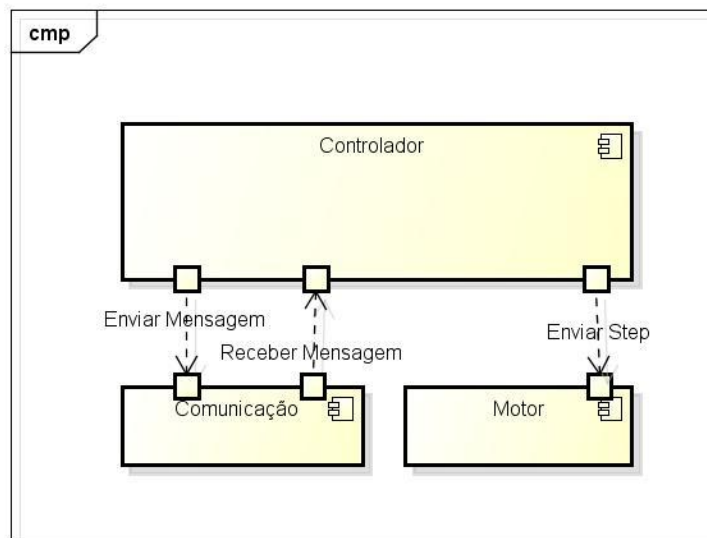 cmp
Controlador
Enviar Mensagem
Enviar Step
Receber Mensagem
Comunicação
Motor